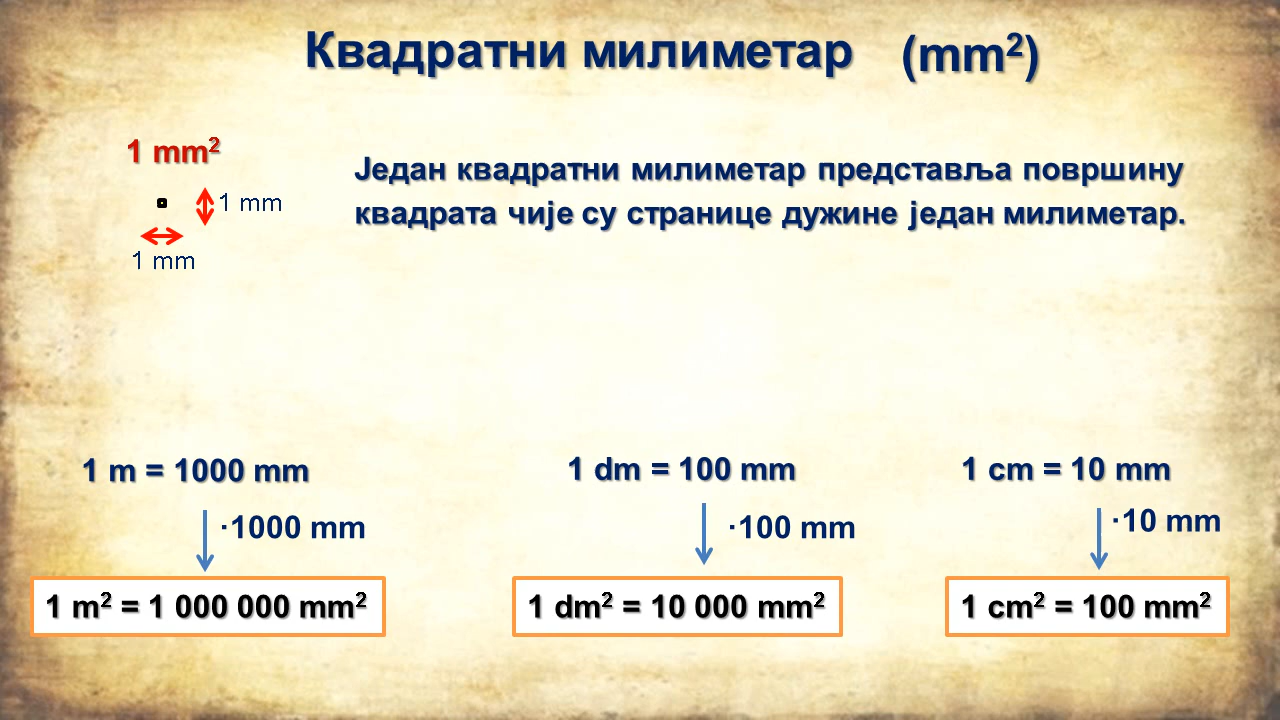 Квадратни милиметар (mm²)
1 mm²
1 mm
1 mm
Један квадратни милиметар представља површину
квадрата чије су странице дужине један милиметар.
1 m = 1000 mm
·1000 mm
1 m² = 1 000 000 mm²
1 dm = 100 mm
·100 mm
1 dm² = 10 000 mm²
1 cm = 10 mm
·10 mm
1 cm² = 100 mm²